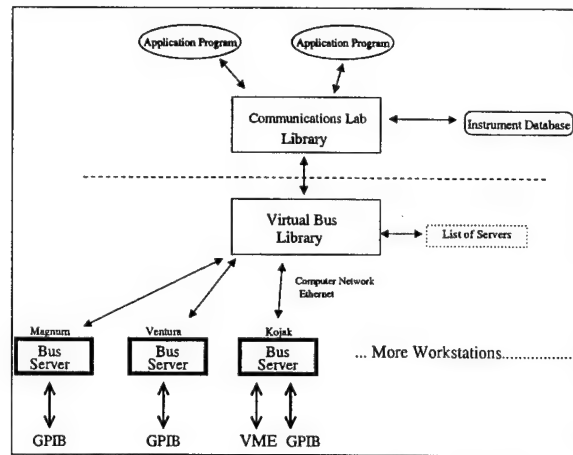 Application Program
Application Program
Communications Lab
Library
Instrument Database
Virtual Bus
Library
List of Servers
Computer Network
Ethernet
Magnum
Ventura
Kojak
Bus
Server
Bus
Server
Bus
Server
... More Workstations..............
GPIB
GPIB
VME GPIB